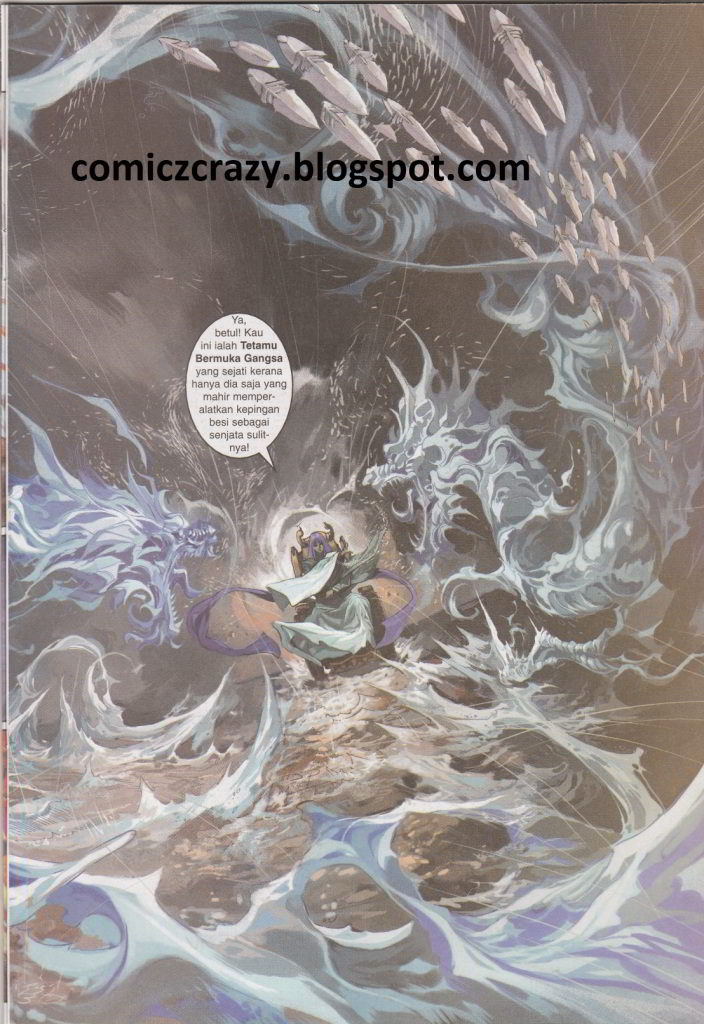 comiczcrazy.blogspot.com
Ya,
betul! Kau
ini ialah Tetamu
Bermuka Gangsa
yang sejati kerana
hanya dia saja yang
mahir memper-
alatkan kepingan
besi sebagai
senjata sulit-
nya!